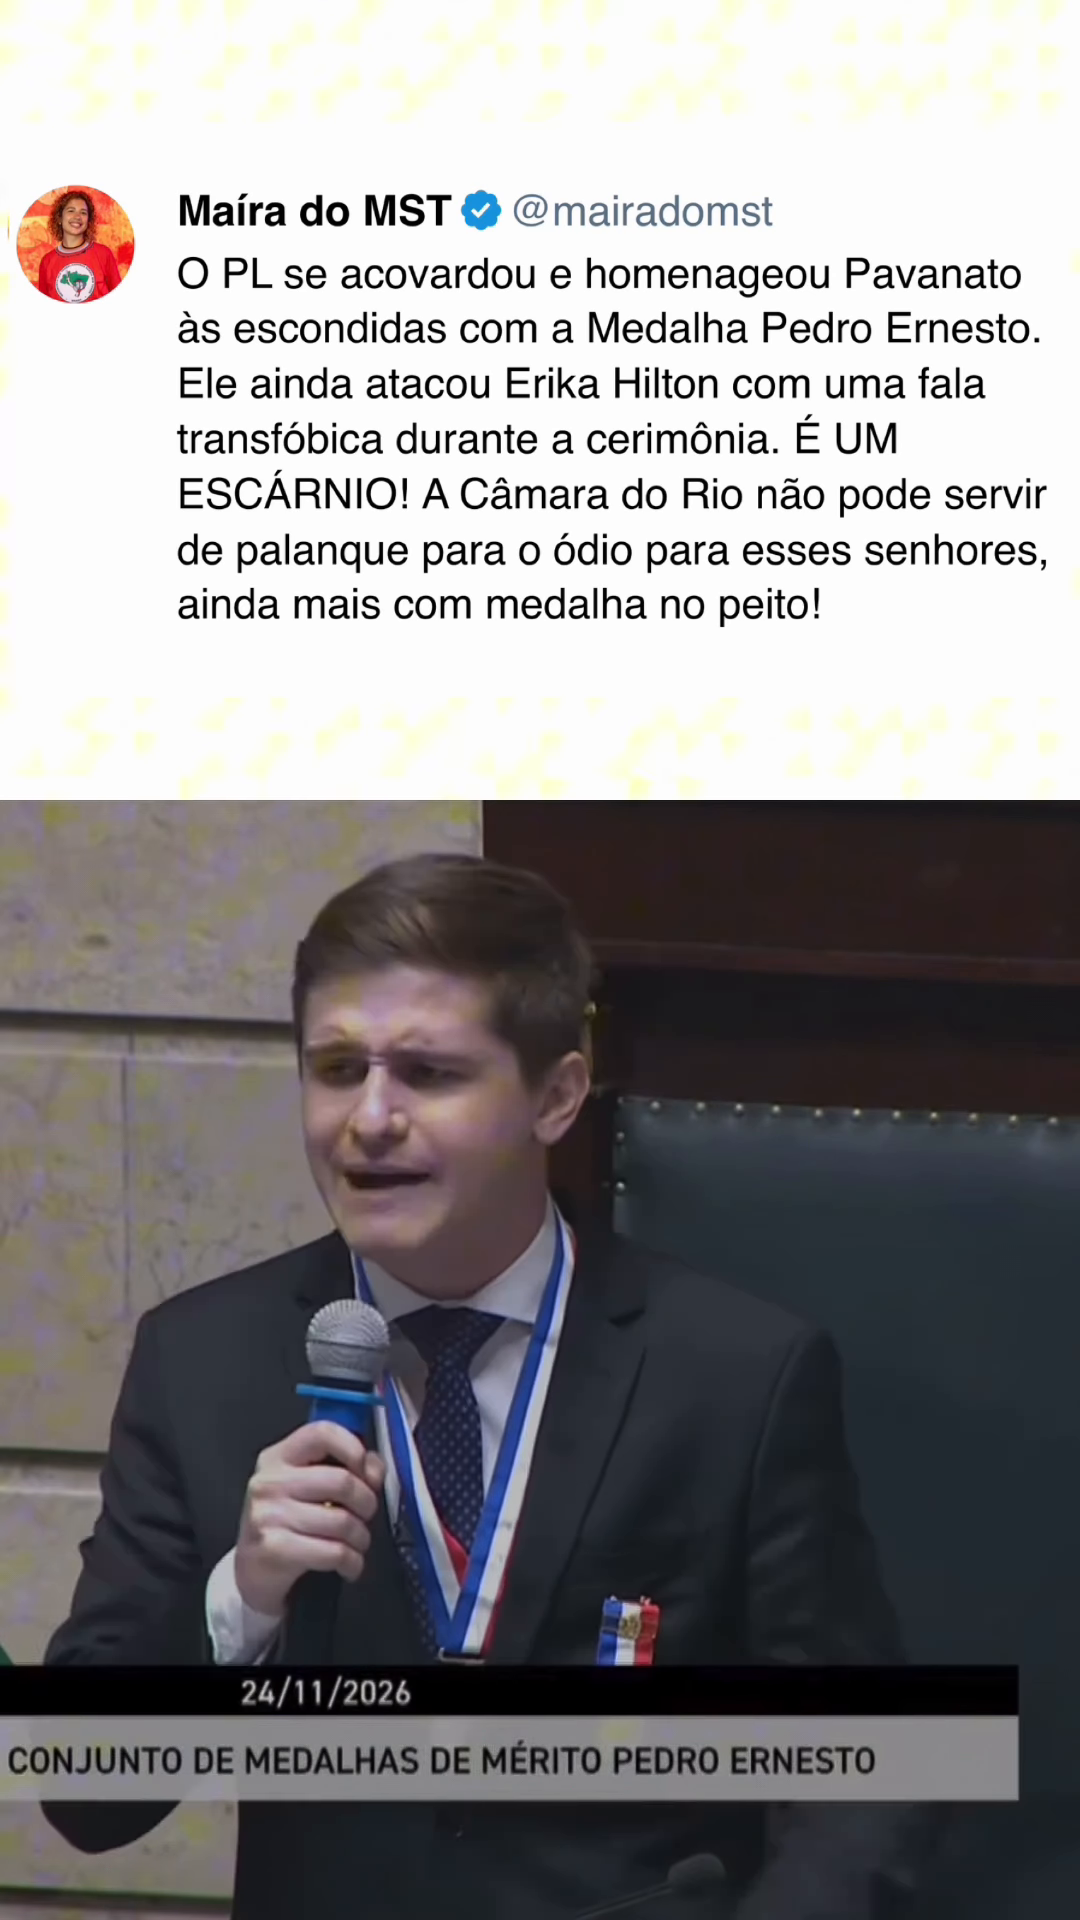 Maíra do MST @mairadomst
O PL se acovardou e homenageou Pavanato
às escondidas com a Medalha Pedro Ernesto.
Ele ainda atacou Erika Hilton com uma fala
transfóbica durante a cerimônia. É UM
ESCÁRNIO! A Câmara do Rio não pode servir
de palanque para o ódio para esses senhores,
ainda mais com medalha no peito!
24/11/2026
CONJUNTO DE MEDALHAS DE MÉRITO PEDRO ERNESTO